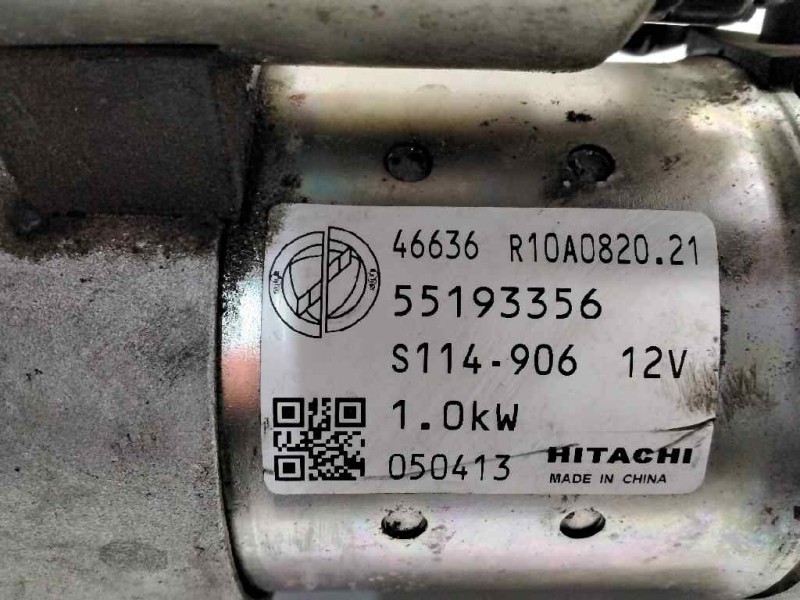 46636 R10A0820.21
55193356
S114-906 12V
1.0kW
050413 HITACHI
MADE IN CHINA